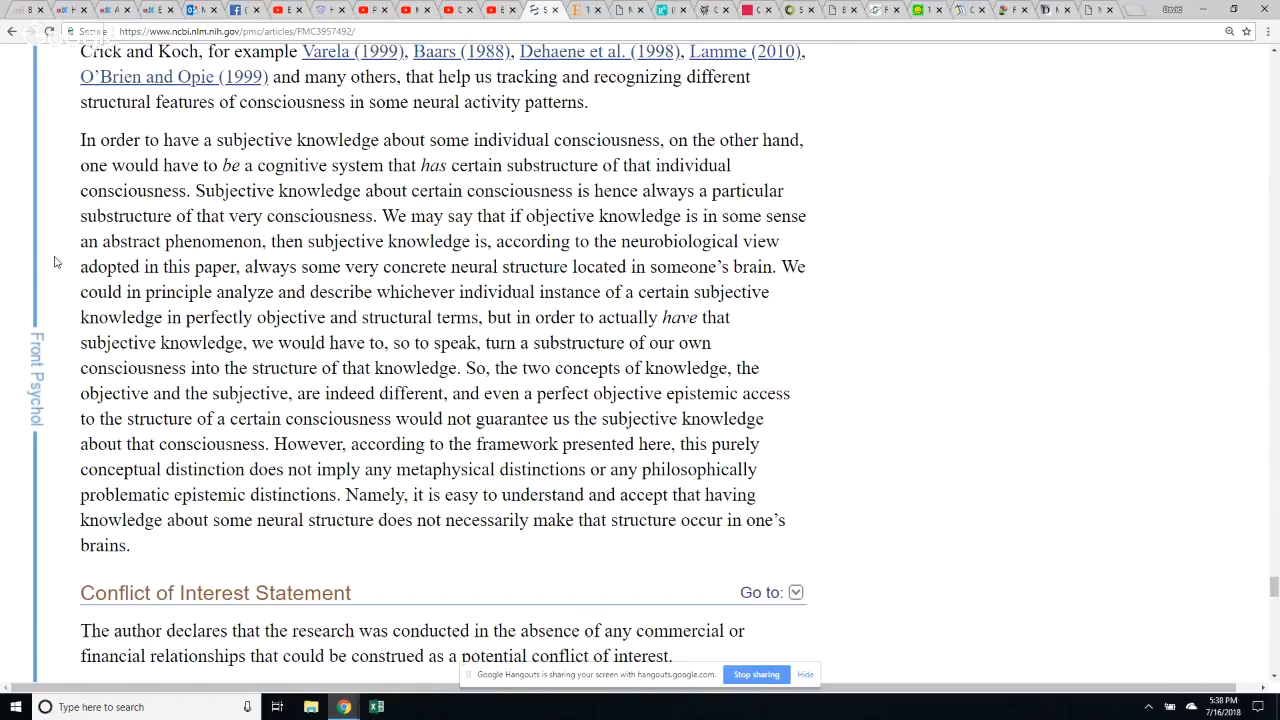 Secure
https://www.ncbi.nlm.nih.gov/pmc/articles/PMC3957492/
Crick and Koch, for example Varela (1999), Baars (1988), Dehaene et al. (1998), Lamme (2010),
O’Brien and Opie (1999) and many others, that help us tracking and recognizing different
structural features of consciousness in some neural activity patterns.
In order to have a subjective knowledge about some individual consciousness, on the other hand,
one would have to be a cognitive system that has certain substructure of that individual
consciousness. Subjective knowledge about certain consciousness is hence always a particular
substructure of that very consciousness. We may say that if objective knowledge is in some sense
an abstract phenomenon, then subjective knowledge is, according to the neurobiological view
adopted in this paper, always some very concrete neural structure located in someone’s brain. We
could in principle analyze and describe whichever individual instance of a certain subjective
knowledge in perfectly objective and structural terms, but in order to actually have that
subjective knowledge, we would have to, so to speak, turn a substructure of our own
consciousness into the structure of that knowledge. So, the two concepts of knowledge, the
objective and the subjective, are indeed different, and even a perfect objective epistemic access
to the structure of a certain consciousness would not guarantee us the subjective knowledge
about that consciousness. However, according to the framework presented here, this purely
conceptual distinction does not imply any metaphysical distinctions or any philosophically
problematic epistemic distinctions. Namely, it is easy to understand and accept that having
knowledge about some neural structure does not necessarily make that structure occur in one’s
brains.
Front Psychol
Conflict of Interest Statement
Go to:
The author declares that the research was conducted in the absence of any commercial or
financial relationships that could be construed as a potential conflict of interest.
Google Hangouts is sharing your screen with hangouts.google.com.
Stop sharing
Hide
Type here to search
5:38 PM
7/16/2018